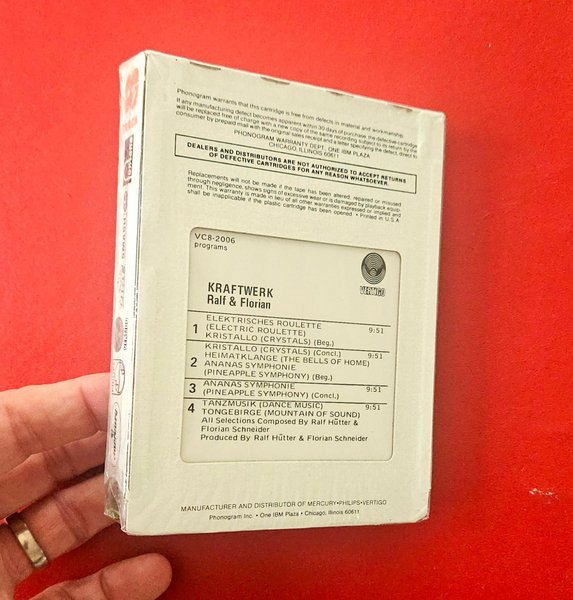 Phonogram warrants that this cartridge is free from defects in material and workmanship.
If any manufacturing defect becomes apparent within 30 days of purchase, the defective cartridge
will be replaced free of charge with a new copy of the same recording subject to its return by the
consumer by prepaid mail with the original sales receipt and a letter specifying the defect, direct to
PHONOGRAM WARRANTY DEPT. ONE IBM PLAZA
CHICAGO, ILLINOIS 60611
DEALERS AND DISTRIBUTORS ARE NOT AUTHORIZED TO ACCEPT RETURNS
OF DEFECTIVE CARTRIDGES FOR ANY REASON WHATSOEVER.
Replacements will not be made if the tape has been altered, repaired or misused
through negligence, shows signs of excessive wear or is damaged by playback equip-
ment. This warranty is made in lieu of all other warranties expressed or implied and
shall be inapplicable if the plastic cartridge has been opened. • Printed in U.S.A.
VC8-2006
programs
VERTIGO
KRAFTWERK
Ralf & Florian
1 ELEKTRISCHES ROULETTE 9:51
(ELECTRIC ROULETTE)
KRISTALLO (CRYSTALS) (Beg.)
2 KRISTALLO (CRYSTALS) (Concl.) 9:51
HEIMATKLANGE (THE BELLS OF HOME)
ANANAS SYMPHONIE
(PINEAPPLE SYMPHONY) (Beg.)
3 ANANAS SYMPHONIE 9:51
(PINEAPPLE SYMPHONY) (Concl.)
4 TANZMUSIK (DANCE MUSIC) 9:51
TONGEBIRGE (MOUNTAIN OF SOUND)
All Selections Composed By Ralf Hütter &
Florian Schneider
Produced By Ralf Hütter & Florian Schneider
MANUFACTURER AND DISTRIBUTOR OF MERCURY•PHILIPS•VERTIGO
Phonogram Inc. • One IBM Plaza • Chicago, Illinois 60611